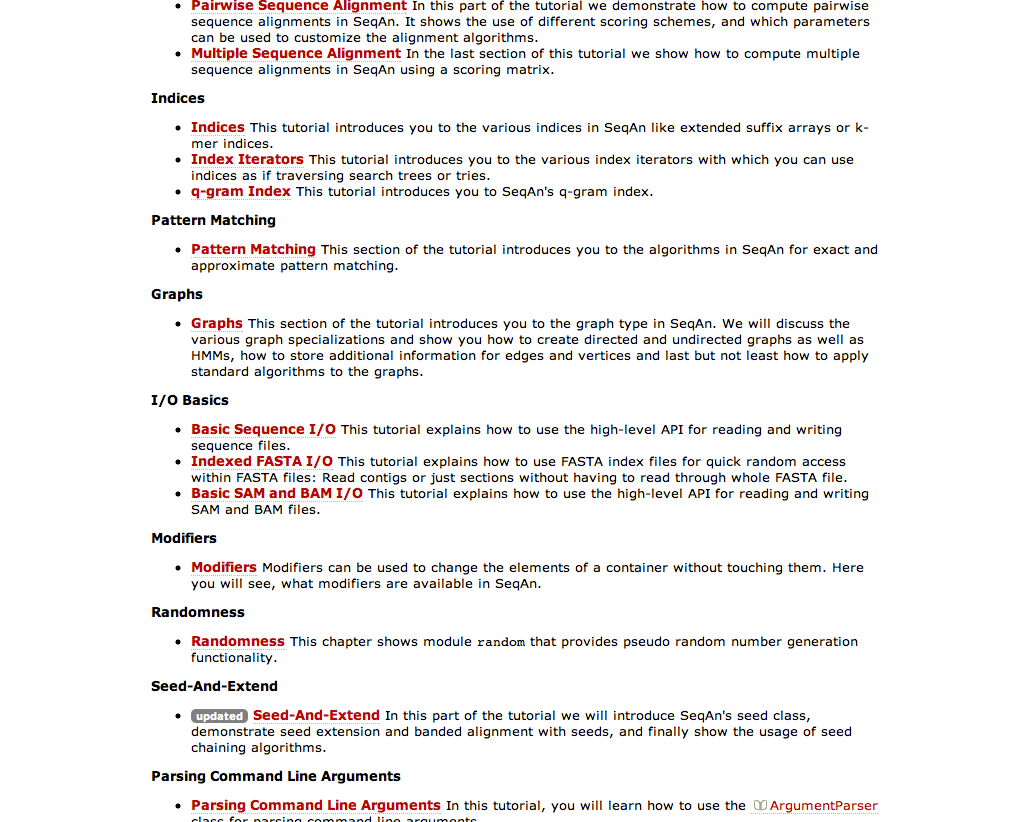 Pairwise Sequence Alignment In this part of the tutorial we demonstrate how to compute pairwise
sequence alignments in SeqAn. It shows the use of different scoring schemes, and which parameters
can be used to customize the alignment algorithms.
Multiple Sequence Alignment In the last section of this tutorial we show how to compute multiple
sequence alignments in SeqAn using a scoring matrix.
Indices
Indices This tutorial introduces you to the various indices in SeqAn like extended suffix arrays or k-
mer indices.
Index Iterators This tutorial introduces you to the various index iterators with which you can use
indices as if traversing search trees or tries.
q-gram Index This tutorial introduces you to SeqAn's q-gram index.
Pattern Matching
Pattern Matching This section of the tutorial introduces you to the algorithms in SeqAn for exact and
approximate pattern matching.
Graphs
Graphs This section of the tutorial introduces you to the graph type in SeqAn. We will discuss the
various graph specializations and show you how to create directed and undirected graphs as well as
HMMs, how to store additional information for edges and vertices and last but not least how to apply
standard algorithms to the graphs.
I/O Basics
Basic Sequence I/O This tutorial explains how to use the high-level API for reading and writing
sequence files.
Indexed FASTA I/O This tutorial explains how to use FASTA index files for quick random access
within FASTA files: Read contigs or just sections without having to read through whole FASTA file.
Basic SAM and BAM I/O This tutorial explains how to use the high-level API for reading and writing
SAM and BAM files.
Modifiers
Modifiers Modifiers can be used to change the elements of a container without touching them. Here
you will see, what modifiers are available in SeqAn.
Randomness
Randomness This chapter shows module random that provides pseudo random number generation
functionality.
Seed-And-Extend
updated Seed-And-Extend In this part of the tutorial we will introduce SeqAn's seed class,
demonstrate seed extension and banded alignment with seeds, and finally show the usage of seed
chaining algorithms.
Parsing Command Line Arguments
Parsing Command Line Arguments In this tutorial, you will learn how to use the ArgumentParser
class for parsing command line arguments.